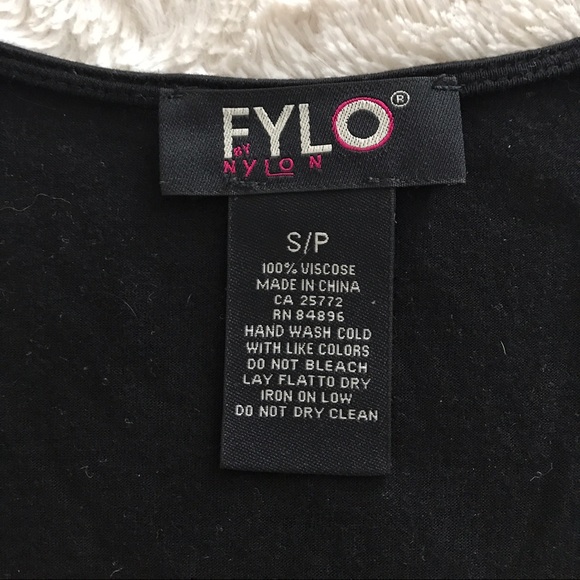 FYLO®
BY
NYLON
S/P
100% VISCOSE
MADE IN CHINA
CA 25772
RN 84896
HAND WASH COLD
WITH LIKE COLORS
DO NOT BLEACH
LAY FLATTO DRY
IRON ON LOW
DO NOT DRY CLEAN